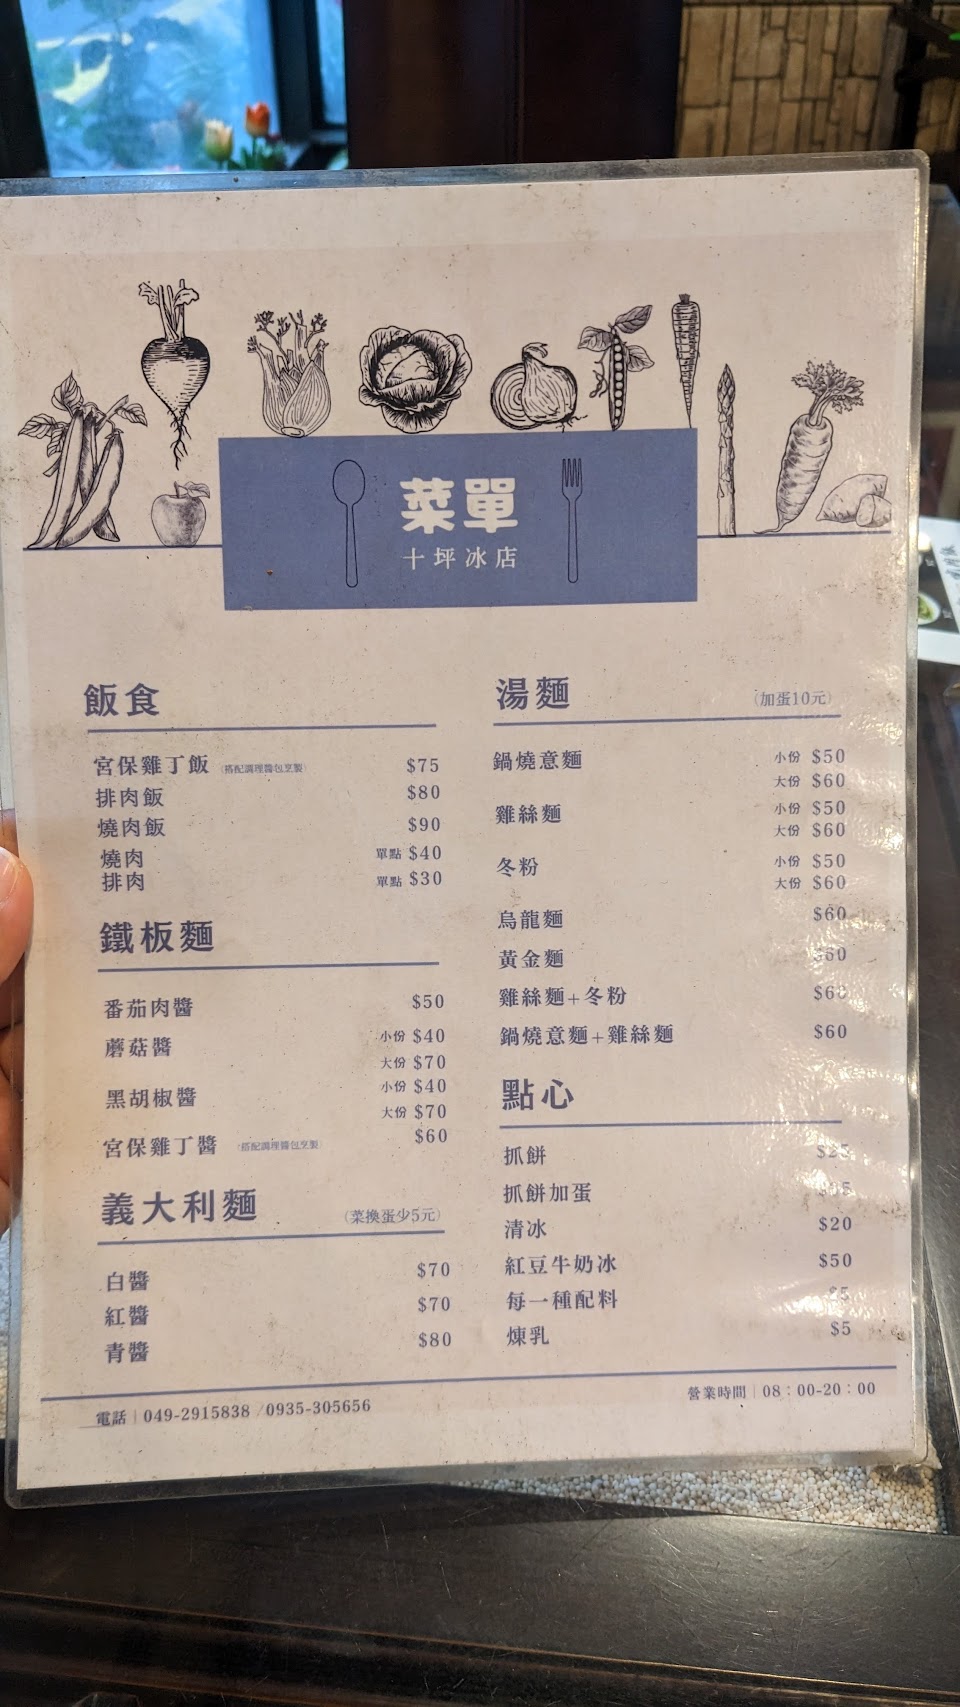 菜單
十坪冰店
飯食
宮保雞丁飯 (搭配調理醬包烹製) $75
排肉飯 $80
燒肉飯 $90
燒肉 單點 $40
排肉 單點 $30
鐵板麵
番茄肉醬 $50
蘑菇醬 小份 $40
大份 $70
黑胡椒醬 小份 $40
大份 $70
宮保雞丁醬 (搭配調理醬包烹製) $60
義大利麵 (菜換蛋少5元)
白醬 $70
紅醬 $70
青醬 $80
湯麵 (加蛋10元)
鍋燒意麵 小份 $50
大份 $60
雞絲麵 小份 $50
大份 $60
冬粉 小份 $50
大份 $60
烏龍麵 $60
黃金麵 $60
雞絲麵+冬粉 $60
鍋燒意麵+雞絲麵 $60
點心
抓餅 $25
抓餅加蛋
清冰 $20
紅豆牛奶冰 $50
每一種配料
煉乳 $5
電話|049-2915838/0935-305656
營業時間|08:00-20:00